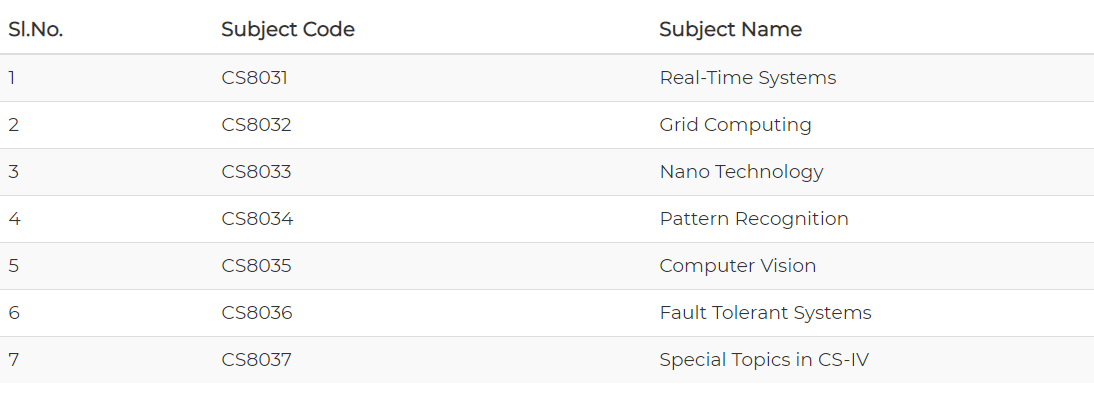 Sl.No. Subject Code Subject Name
1 CS8031 Real-Time Systems
2 CS8032 Grid Computing
3 CS8033 Nano Technology
4 CS8034 Pattern Recognition
5 CS8035 Computer Vision
6 CS8036 Fault Tolerant Systems
7 CS8037 Special Topics in CS-IV